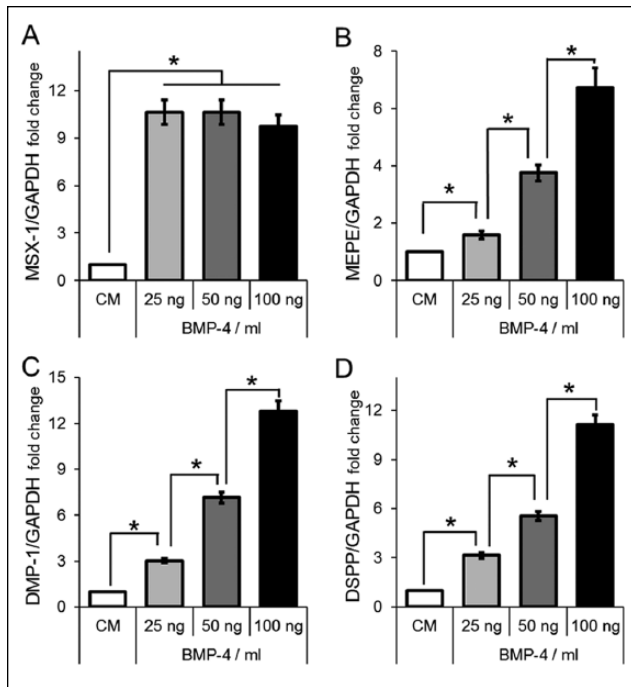 A
MSX-1/GAPDH fold change
12
9
6
3
0
*
CM 25 ng 50 ng 100 ng
BMP-4 / ml
B
MEPE/GAPDH fold change
8
6
4
2
0
*
*
*
CM 25 ng 50 ng 100 ng
BMP-4 / ml
C
DMP-1/GAPDH fold change
15
12
9
6
3
0
*
*
*
CM 25 ng 50 ng 100 ng
BMP-4 / ml
D
DSPP/GAPDH fold change
12
9
6
3
0
*
*
*
CM 25 ng 50 ng 100 ng
BMP-4 / ml